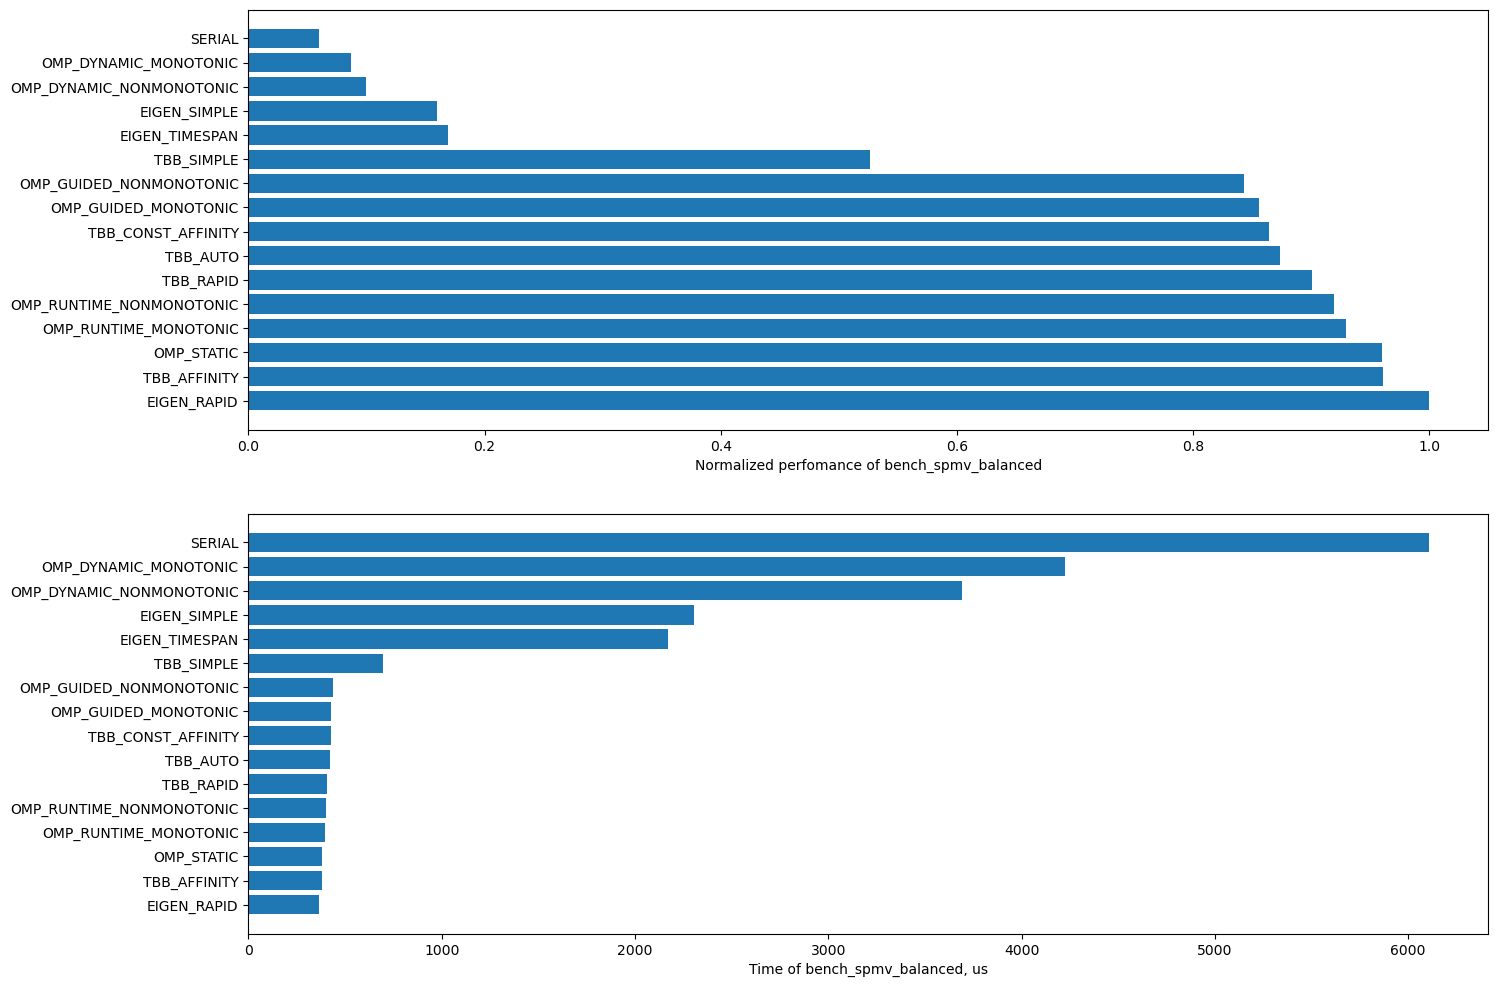 SERIAL
OMP_DYNAMIC_MONOTONIC
OMP_DYNAMIC_NONMONOTONIC
EIGEN_SIMPLE
EIGEN_TIMESPAN
TBB_SIMPLE
OMP_GUIDED_NONMONOTONIC
OMP_GUIDED_MONOTONIC
TBB_CONST_AFFINITY
TBB_AUTO
TBB_RAPID
OMP_RUNTIME_NONMONOTONIC
OMP_RUNTIME_MONOTONIC
OMP_STATIC
TBB_AFFINITY
EIGEN_RAPID
0.0 0.2 0.4 0.6 0.8 1.0
Normalized perfomance of bench_spmv_balanced
SERIAL
OMP_DYNAMIC_MONOTONIC
OMP_DYNAMIC_NONMONOTONIC
EIGEN_SIMPLE
EIGEN_TIMESPAN
TBB_SIMPLE
OMP_GUIDED_NONMONOTONIC
OMP_GUIDED_MONOTONIC
TBB_CONST_AFFINITY
TBB_AUTO
TBB_RAPID
OMP_RUNTIME_NONMONOTONIC
OMP_RUNTIME_MONOTONIC
OMP_STATIC
TBB_AFFINITY
EIGEN_RAPID
0 1000 2000 3000 4000 5000 6000
Time of bench_spmv_balanced, us